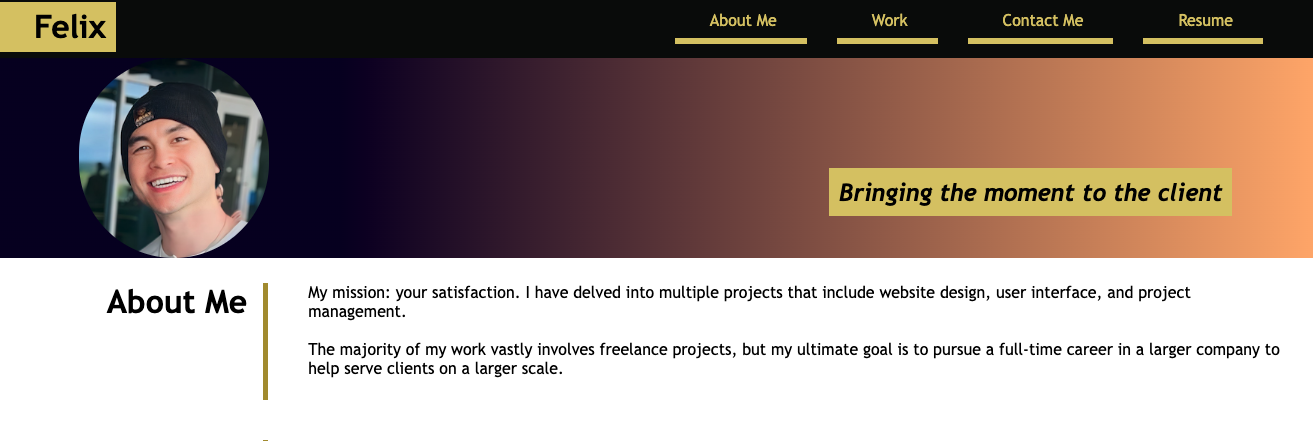 Felix
About Me Work Contact Me Resume
Bringing the moment to the client
About Me
My mission: your satisfaction. I have delved into multiple projects that include website design, user interface, and project
management.
The majority of my work vastly involves freelance projects, but my ultimate goal is to pursue a full-time career in a larger company to
help serve clients on a larger scale.